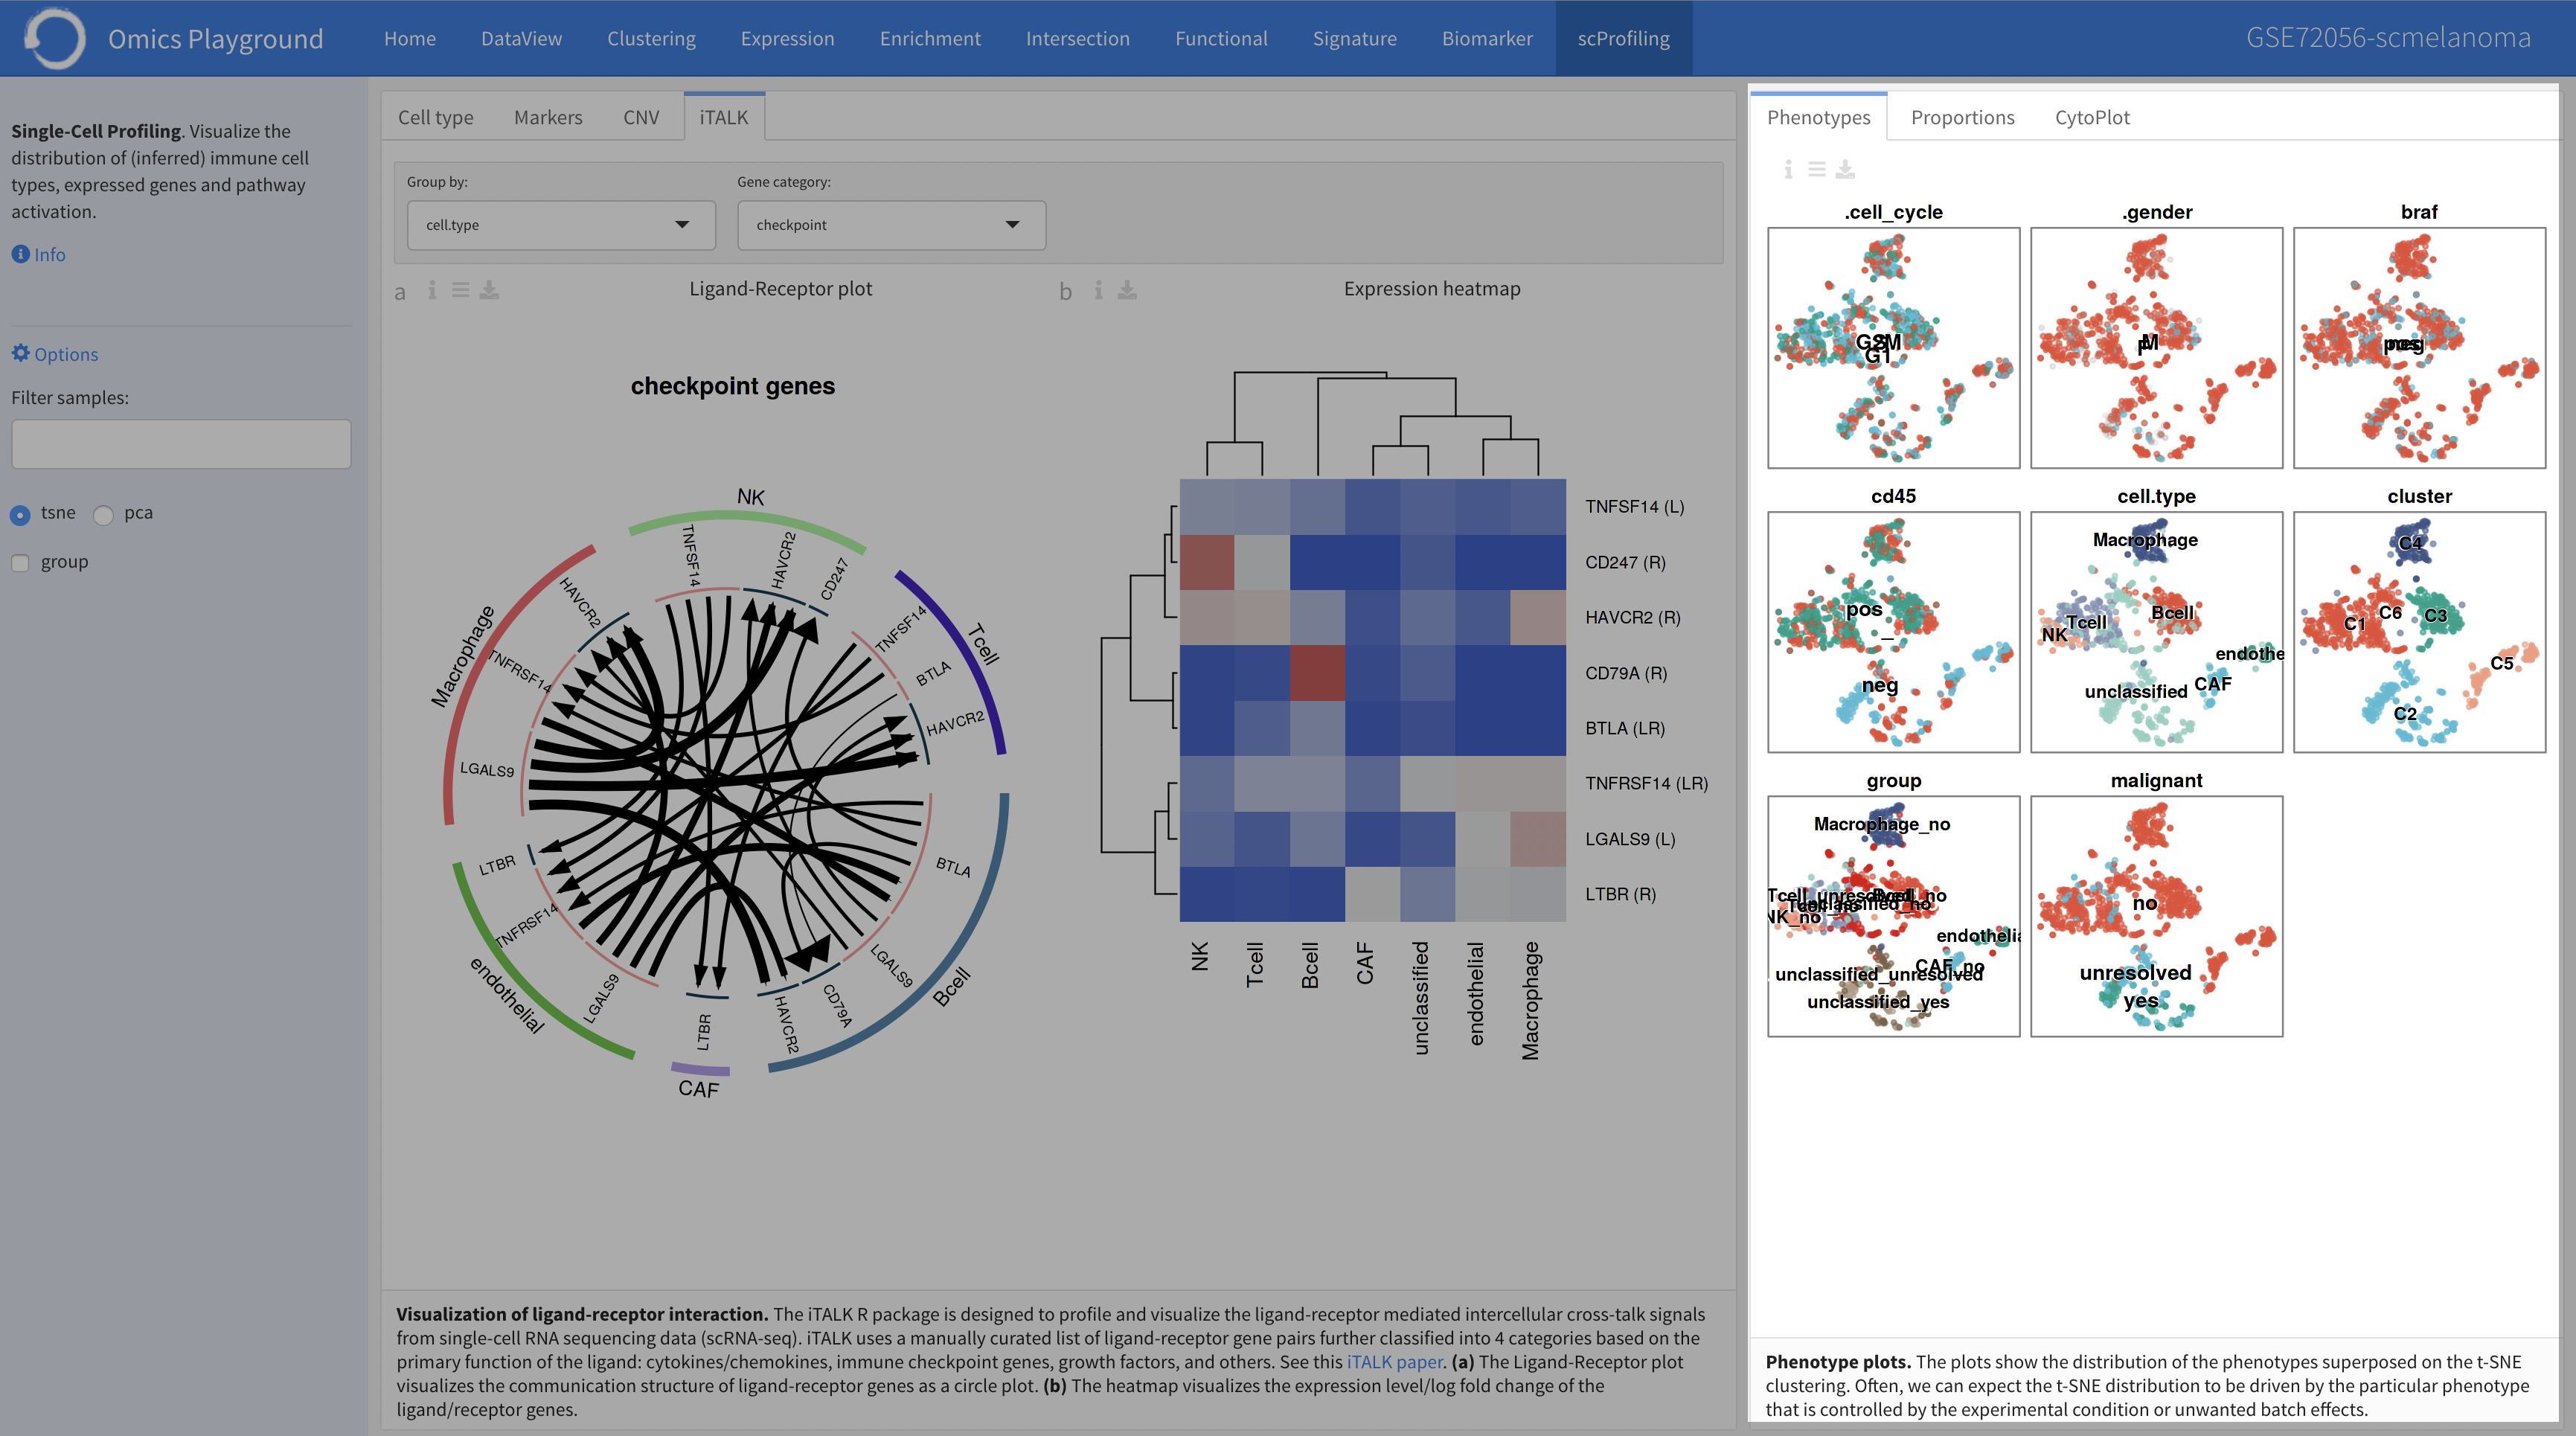 Omics Playground
Home DataView Clustering Expression Enrichment Intersection Functional Signature Biomarker scProfiling
GSE72056-scmelanoma
Single-Cell Profiling. Visualize the
distribution of (inferred) immune cell
types, expressed genes and pathway
activation.
Info
Options
Filter samples:
tsne pca
group
Cell type Markers CNV iTALK
Group by:
cell.type
Gene category:
checkpoint
a
Ligand-Receptor plot
checkpoint genes
NK
TNFSF14
HAVCR2
CD247
Tcell
TNFSF14
BTLA
HAVCR2
Bcell
BTLA
LGALS9
CD79A
HAVCR2
CAF
LTBR
endothelial
LGALS9
TNFRSF14
LTBR
Macrophage
LGALS9
TNFRSF14
HAVCR2
b
Expression heatmap
TNFSF14 (L)
CD247 (R)
HAVCR2 (R)
CD79A (R)
BTLA (LR)
TNFRSF14 (LR)
LGALS9 (L)
LTBR (R)
NK
Tcell
Bcell
CAF
unclassified
endothelial
Macrophage
Visualization of ligand-receptor interaction. The iTALK R package is designed to profile and visualize the ligand-receptor mediated intercellular cross-talk signals
from single-cell RNA sequencing data (scRNA-seq). iTALK uses a manually curated list of ligand-receptor gene pairs further classified into 4 categories based on the
primary function of the ligand: cytokines/chemokines, immune checkpoint genes, growth factors, and others. See this iTALK paper. (a) The Ligand-Receptor plot
visualizes the communication structure of ligand-receptor genes as a circle plot. (b) The heatmap visualizes the expression level/log fold change of the
ligand/receptor genes.
Phenotypes Proportions CytoPlot
.cell_cycle
G1
.gender
M
braf
neg
cd45
pos
_
neg
cell.type
Macrophage
Bcell
Tcell
NK
endothe
CAF
unclassified
cluster
C4
C6
C3
C1
C5
C2
group
Macrophage_no
NK_no
endothelia
CAF_no
unclassified_unresolved
unclassified_yes
malignant
no
unresolved
yes
Phenotype plots. The plots show the distribution of the phenotypes superposed on the t-SNE
clustering. Often, we can expect the t-SNE distribution to be driven by the particular phenotype
that is controlled by the experimental condition or unwanted batch effects.